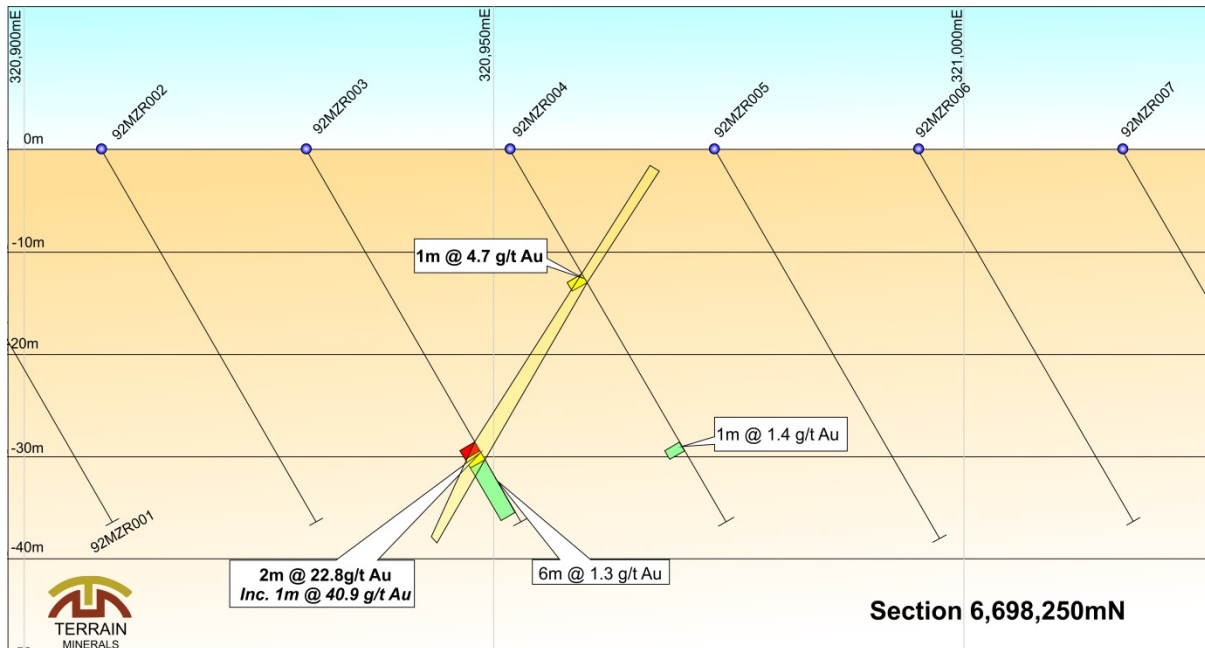 320,900mE
320,950mE
321,000mE
92MZR002
92MZR003
92MZR004
92MZR005
92MZR006
92MZR007
0m
-10m
1m @ 4.7 g/t Au
-20m
1m @ 1.4 g/t Au
-30m
92MZR001
-40m
2m @ 22.8g/t Au
Inc. 1m @ 40.9 g/t Au
6m @ 1.3 g/t Au
Section 6,698,250mN
TERRAIN
MINERALS